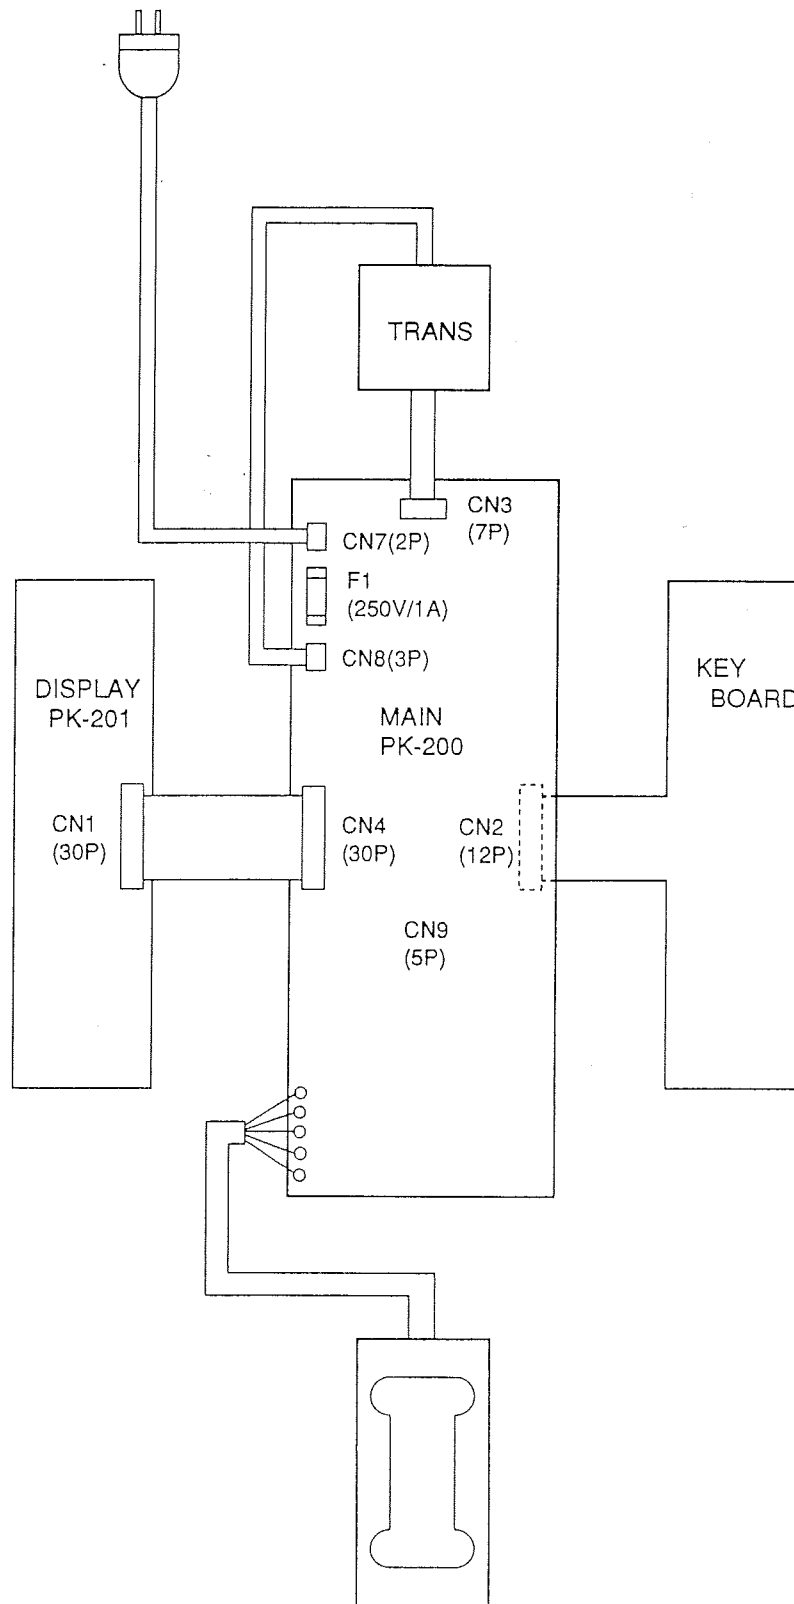 TRANS
CN3
(7P)
CN7(2P)
F1
(250V/1A)
CN8(3P)
DISPLAY
PK-201
MAIN
PK-200
KEY
BOARD
CN1
(30P)
CN4
(30P)
CN2
(12P)
CN9
(5P)